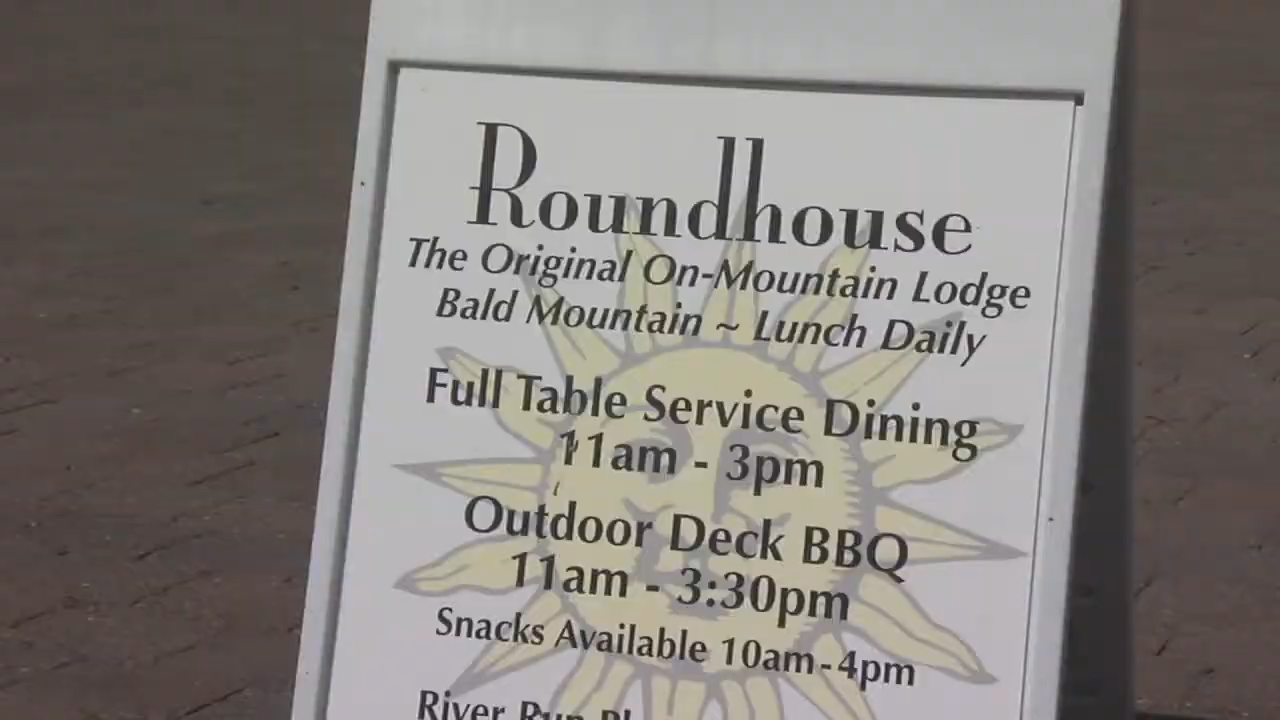 Roundhouse
The Original On-Mountain Lodge
Bald Mountain ~ Lunch Daily
Full Table Service Dining
11am - 3pm
Outdoor Deck BBQ
11am - 3:30pm
Snacks Available 10am-4pm
River Run